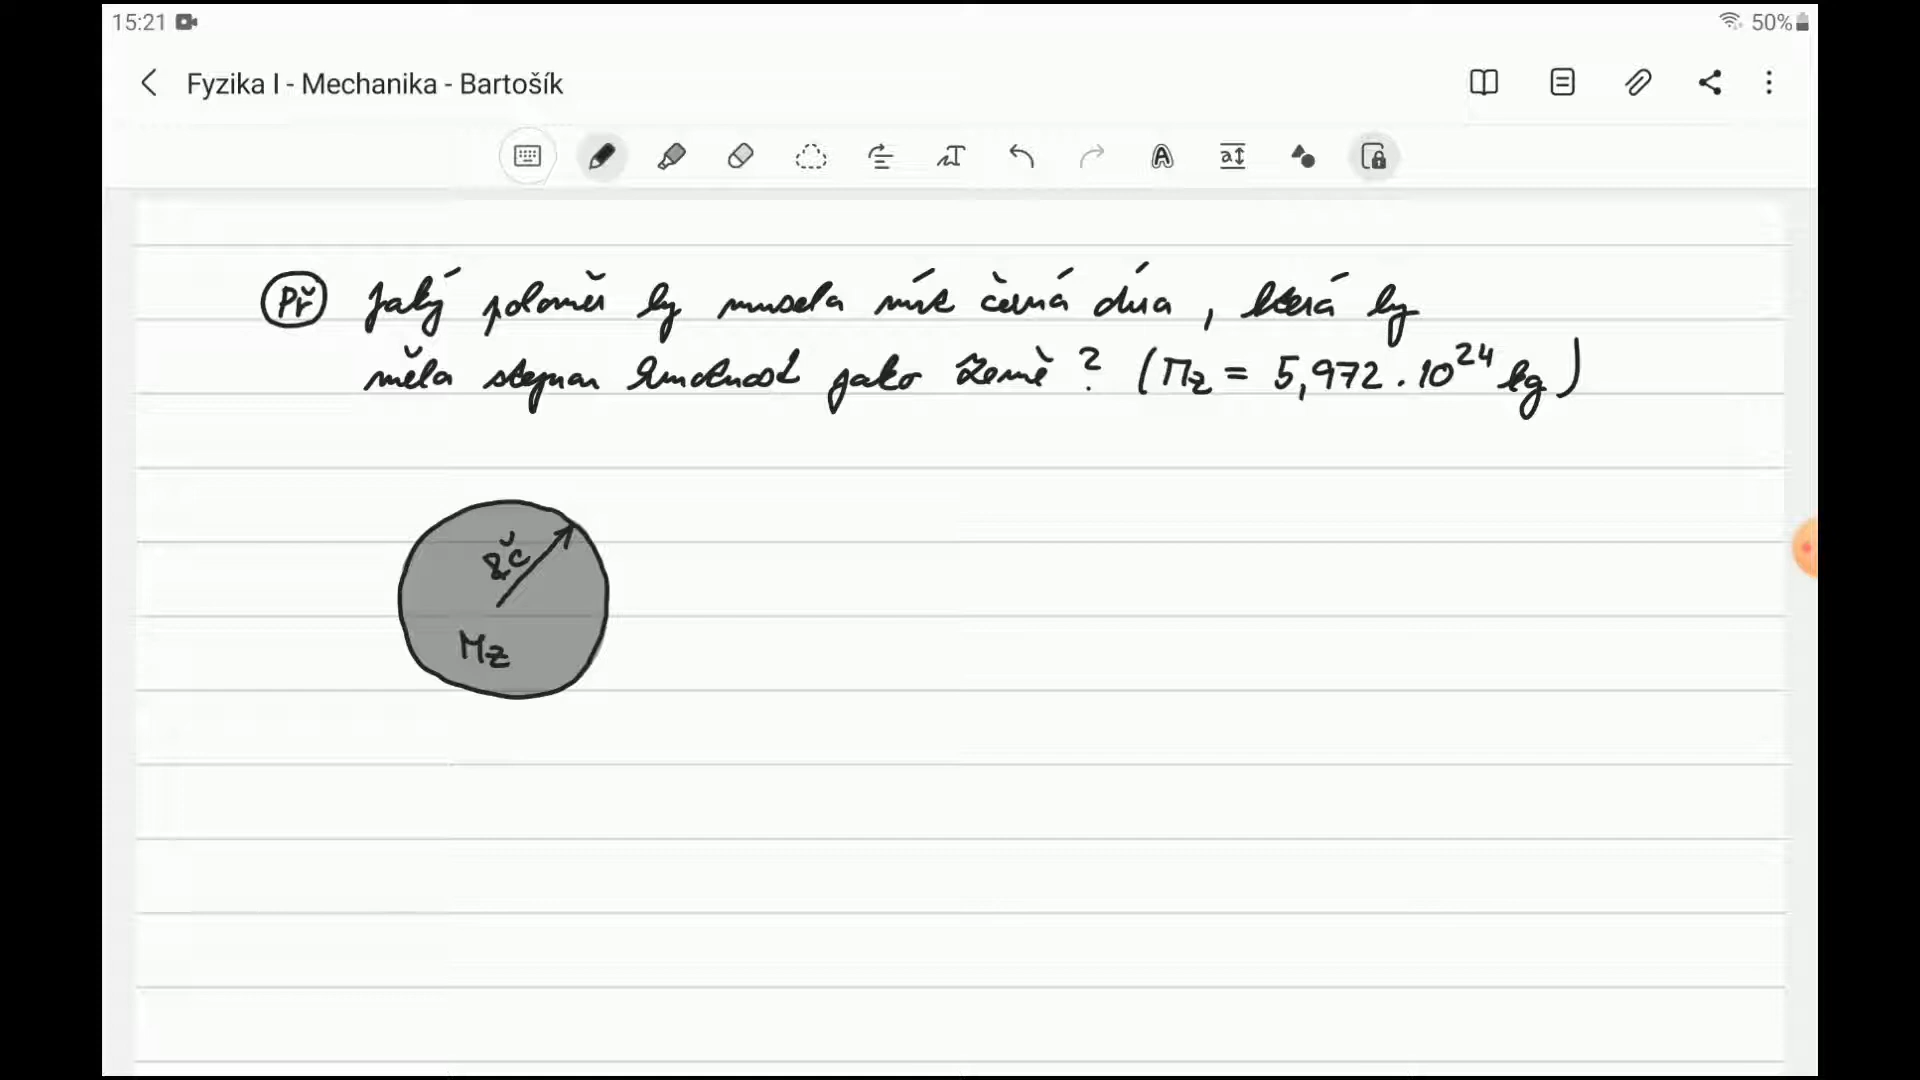 15:21 50%
Fyzika I - Mechanika - Bartošík
Př Jaký poloměr by musela mít černá díra, která by
měla stejnou hmotnost jako Země? (Mz = 5,972 . 10^24 kg)
Rč
Mz